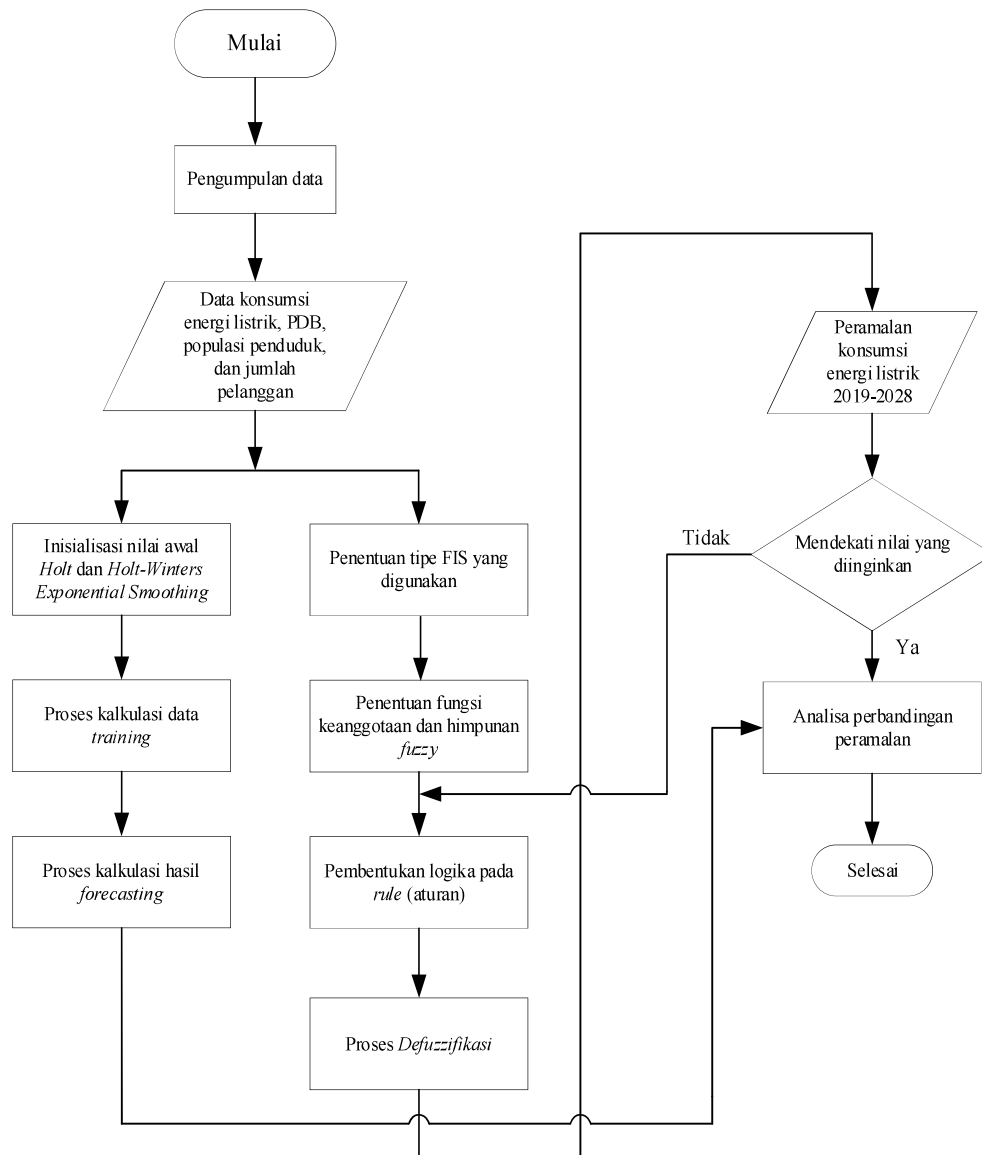 Mulai
Pengumpulan data
Data konsumsi
energi listrik, PDB,
populasi penduduk,
dan jumlah
pelanggan
Inisialisasi nilai awal
Holt dan Holt-Winters
Exponential Smoothing
Proses kalkulasi data
training
Proses kalkulasi hasil
forecasting
Penentuan tipe FIS yang
digunakan
Penentuan fungsi
keanggotaan dan himpunan
fuzzy
Pembentukan logika pada
rule (aturan)
Proses Defuzzifikasi
Peramalan
konsumsi
energi listrik
2019-2028
Mendekati nilai yang
diinginkan
Tidak
Ya
Analisa perbandingan
peramalan
Selesai